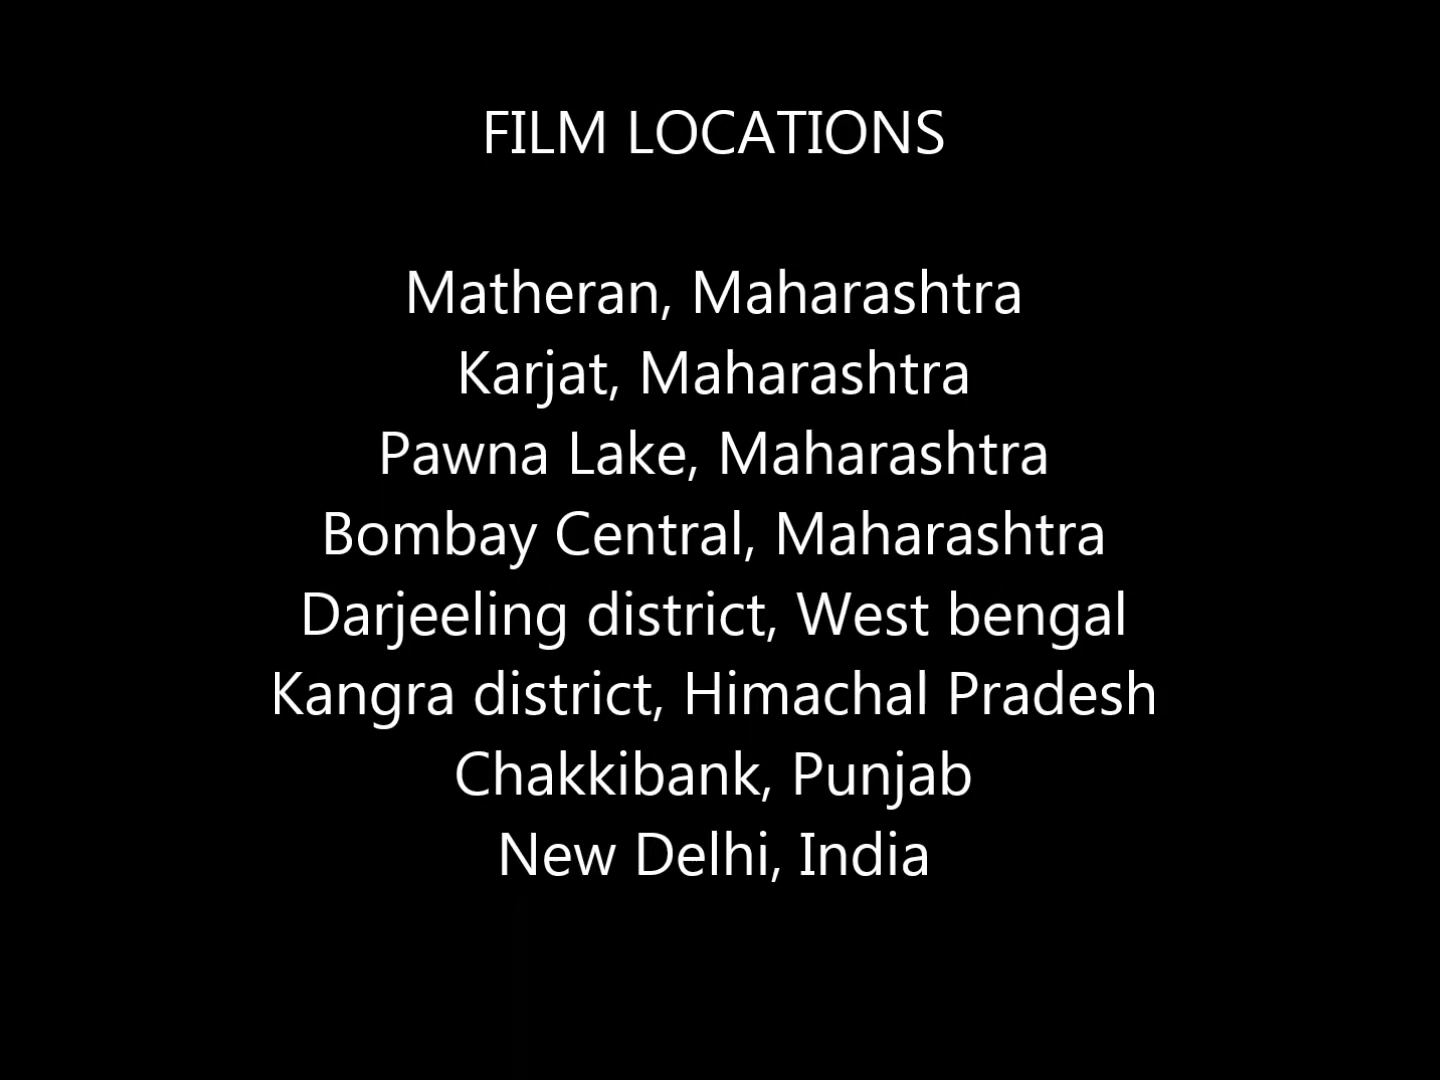 FILM LOCATIONS
Matheran, Maharashtra
Karjat, Maharashtra
Pawna Lake, Maharashtra
Bombay Central, Maharashtra
Darjeeling district, West bengal
Kangra district, Himachal Pradesh
Chakkibank, Punjab
New Delhi, India